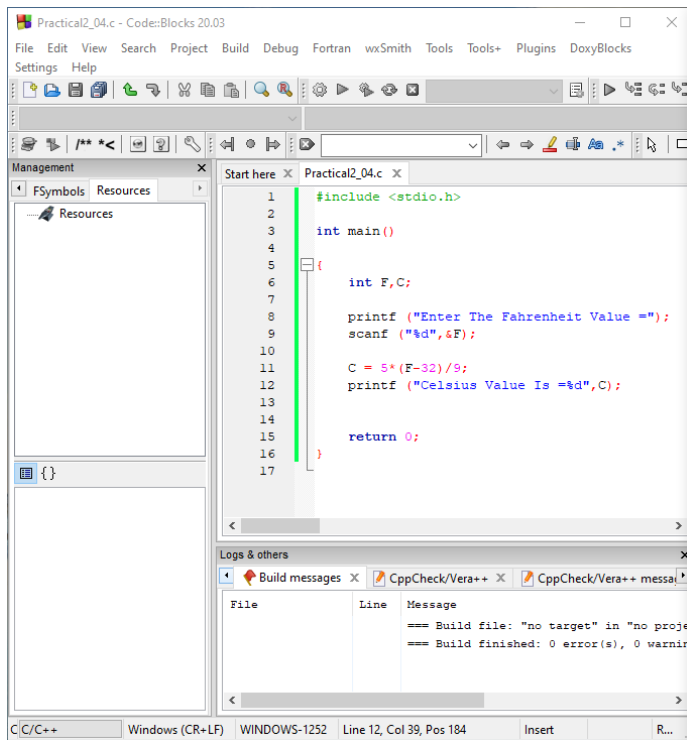 Practical2_04.c - Code::Blocks 20.03
File Edit View Search Project Build Debug Fortran wxSmith Tools Tools+ Plugins DoxyBlocks
Settings Help
/** *<
Aa .*
Management
FSymbols Resources
Resources
{}
Start here Practical2_04.c
1 #include <stdio.h>
2
3 int main()
4
5 {
6 int F,C;
7
8 printf ("Enter The Fahrenheit Value =");
9 scanf ("%d",&F);
10
11 C = 5*(F-32)/9;
12 printf ("Celsius Value Is =%d",C);
13
14
15 return 0;
16 }
17
Logs & others
Build messages CppCheck/Vera++ CppCheck/Vera++ messa
File Line Message
=== Build file: "no target" in "no proje
=== Build finished: 0 error(s), 0 warnin
C C/C++ Windows (CR+LF) WINDOWS-1252 Line 12, Col 39, Pos 184 Insert R...